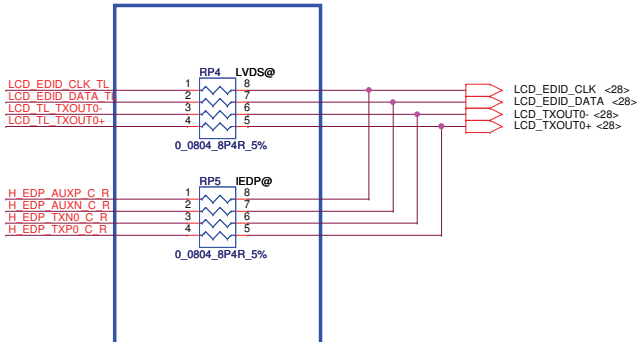 RP4 LVDS@
LCD_EDID_CLK_TL 1 8 LCD_EDID_CLK <28>
LCD_EDID_DATA_TL 2 7 LCD_EDID_DATA <28>
LCD_TL_TXOUT0- 3 6 LCD_TXOUT0- <28>
LCD_TL_TXOUT0+ 4 5 LCD_TXOUT0+ <28>
0_0804_8P4R_5%
RP5 IEDP@
H_EDP_AUXP_C_R 1 8
H_EDP_AUXN_C_R 2 7
H_EDP_TXN0_C_R 3 6
H_EDP_TXP0_C_R 4 5
0_0804_8P4R_5%